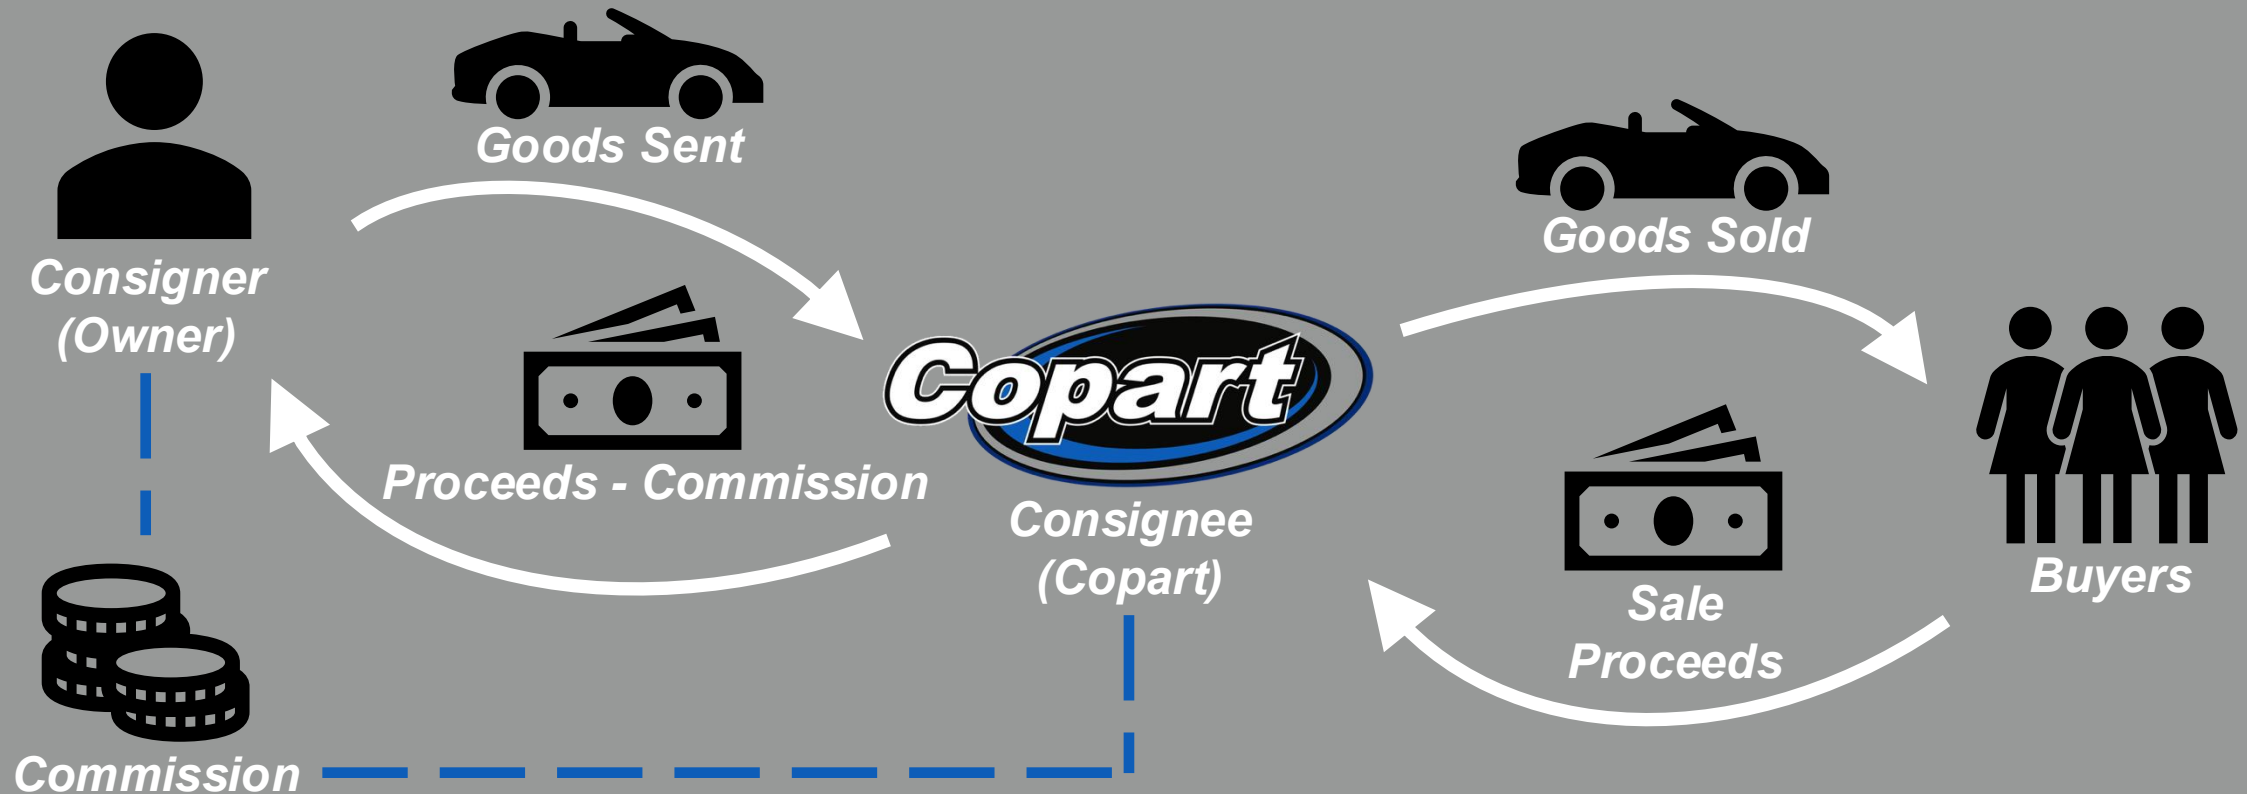 Goods Sent
Goods Sold
Consigner
(Owner)
Copart
Proceeds - Commission
Consignee
(Copart)
Sale
Proceeds
Buyers
Commission